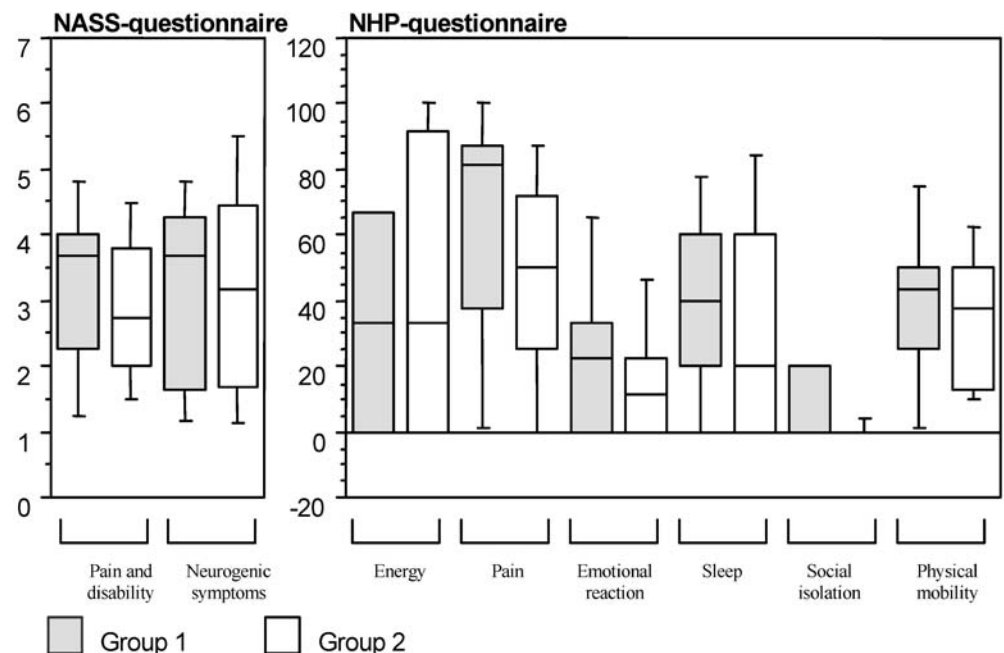 NASS-questionnaire
NHP-questionnaire
7
6
5
4
3
2
1
0
120
100
80
60
40
20
0
-20
Pain and
disability
Neurogenic
symptoms
Energy
Pain
Emotional
reaction
Sleep
Social
isolation
Physical
mobility
Group 1
Group 2